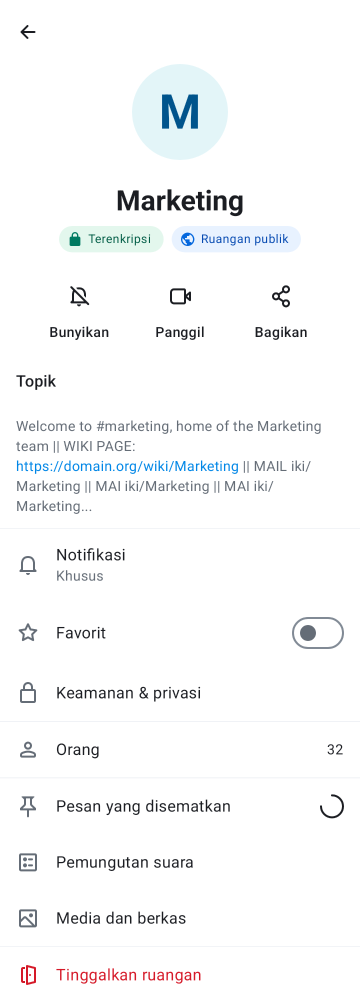 M
Marketing
Terenkripsi
Ruangan publik
Bunyikan
Panggil
Bagikan
Topik
Welcome to #marketing, home of the Marketing
team || WIKI PAGE:
https://domain.org/wiki/Marketing || MAIL iki/
Marketing || MAI iki/Marketing || MAI iki/
Marketing...
Notifikasi
Khusus
Favorit
Keamanan & privasi
Orang
32
Pesan yang disematkan
Pemungutan suara
Media dan berkas
Tinggalkan ruangan